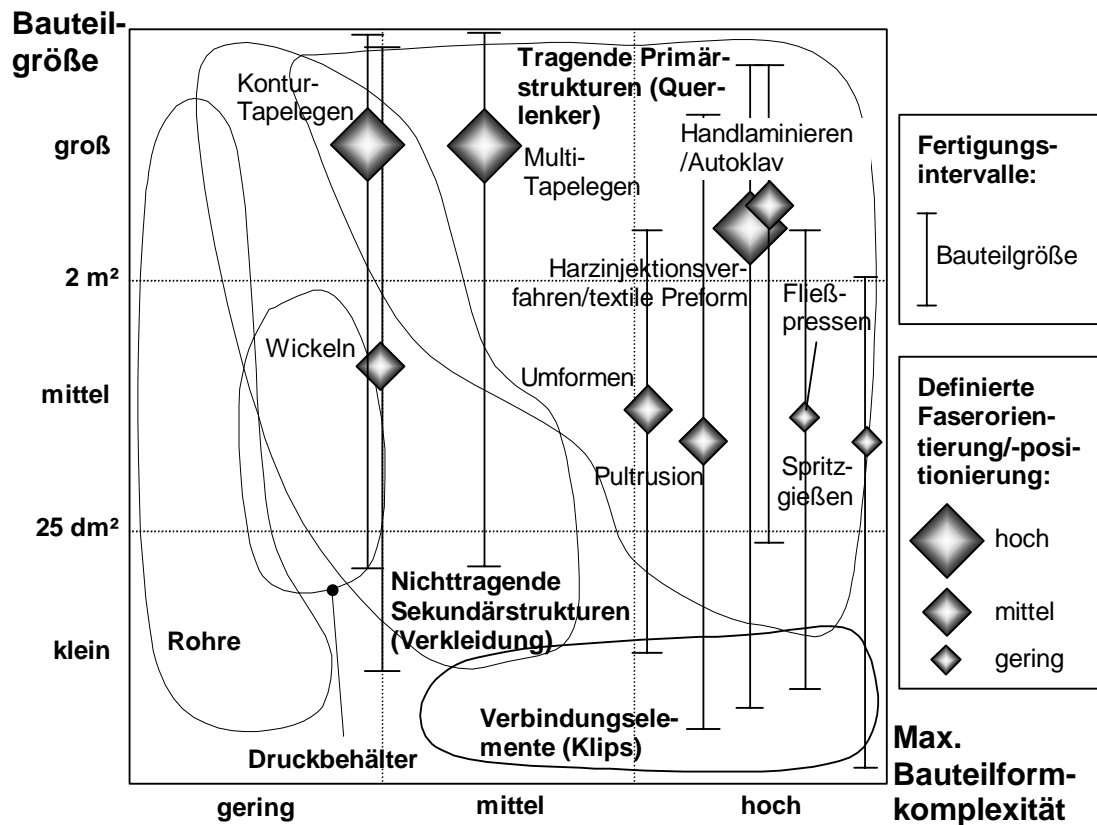 Bauteil-
größe
groß
2 m²
mittel
25 dm²
klein
Kontur-
Tapelegen
Tragende Primär-
strukturen (Quer-
lenker)
Multi-
Tapelegen
Handlaminieren
/Autoklav
Harzinjektionsver-
fahren/textile Preform
Fließ-
pressen
Wickeln
Umformen
Pultrusion
Spritz-
gießen
Nichttragende
Sekundärstrukturen
(Verkleidung)
Rohre
Verbindungsele-
mente (Klips)
Druckbehälter
gering
mittel
hoch
Max.
Bauteilform-
komplexität
Fertigungs-
intervalle:
Bauteilgröße
Definierte
Faserorien-
tierung/-posi-
tionierung:
hoch
mittel
gering